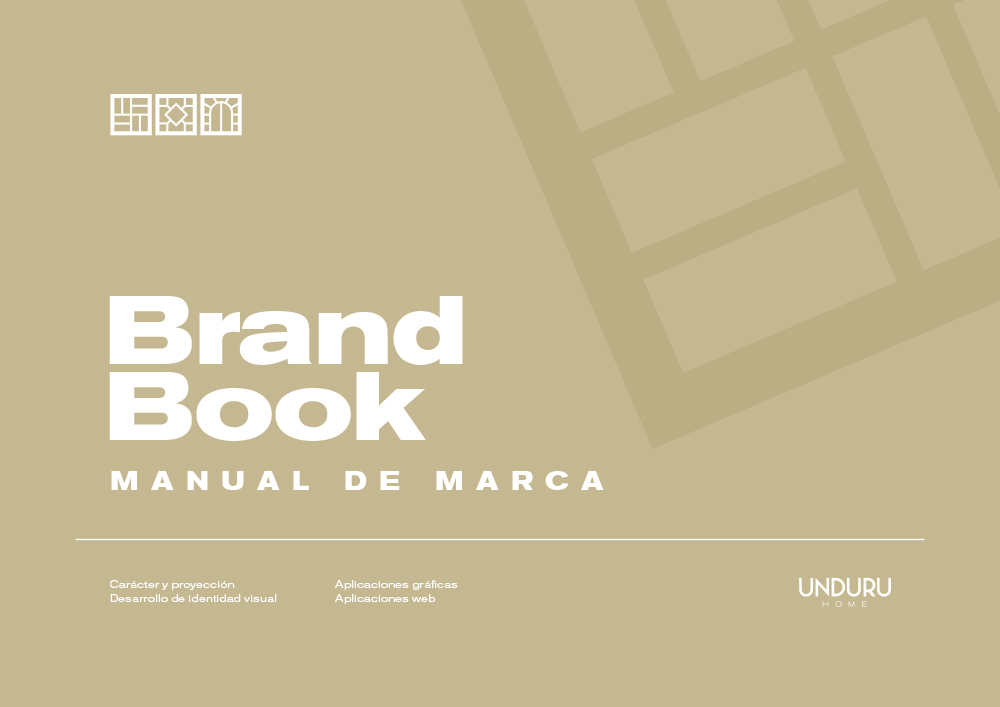 Brand
Book
MANUAL DE MARCA
Carácter y proyección
Desarrollo de identidad visual
Aplicaciones gráficas
Aplicaciones web
UNDURU
HOME